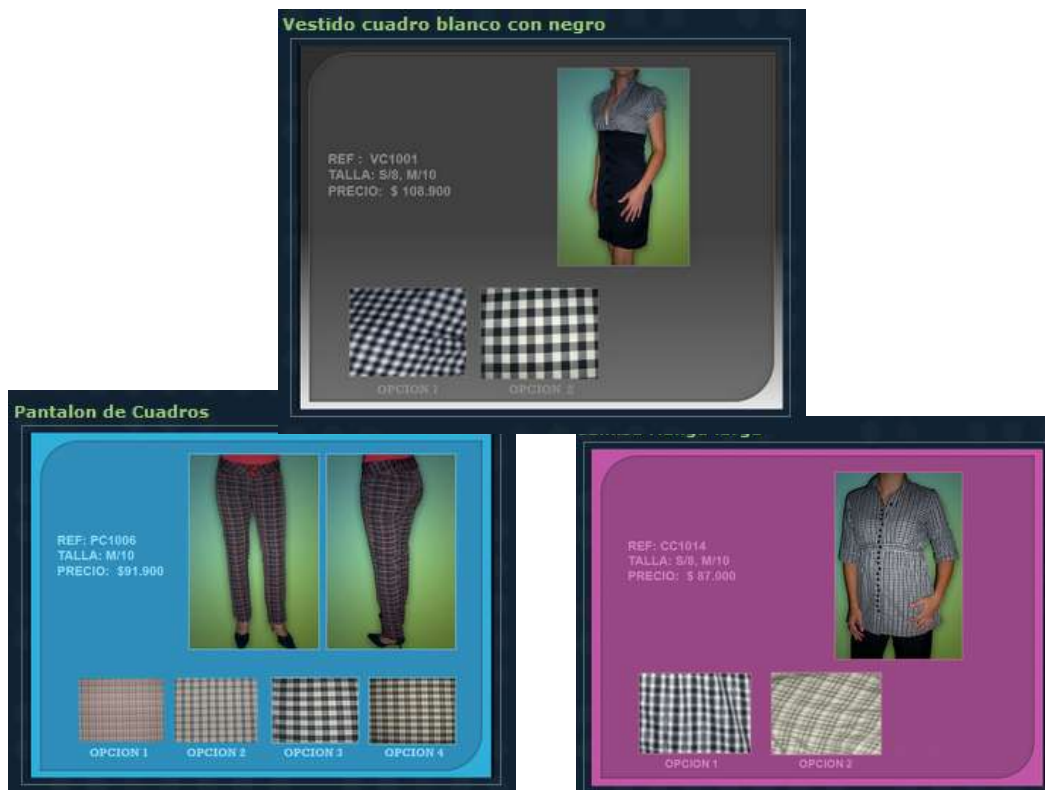 Vestido cuadro blanco con negro
REF : VC1001
TALLA: S/8, M/10
PRECIO: $ 108.900
OPCION 1
OPCION 2
Pantalon de Cuadros
REF: PC1006
TALLA: M/10
PRECIO: $91.900
OPCION 1
OPCION 2
OPCION 3
OPCION 4
REF: CC1014
TALLA: S/8, M/10
PRECIO: $ 87.000
OPCION 1
OPCION 2